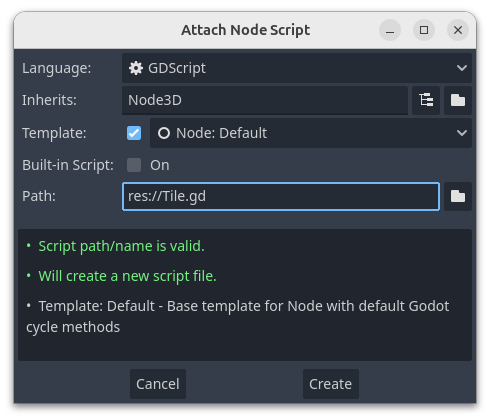 Attach Node Script
Language: GDScript
Inherits: Node3D
Template: Node: Default
Built-in Script: On
Path: res://Tile.gd
• Script path/name is valid.
• Will create a new script file.
• Template: Default - Base template for Node with default Godot
cycle methods
Cancel Create